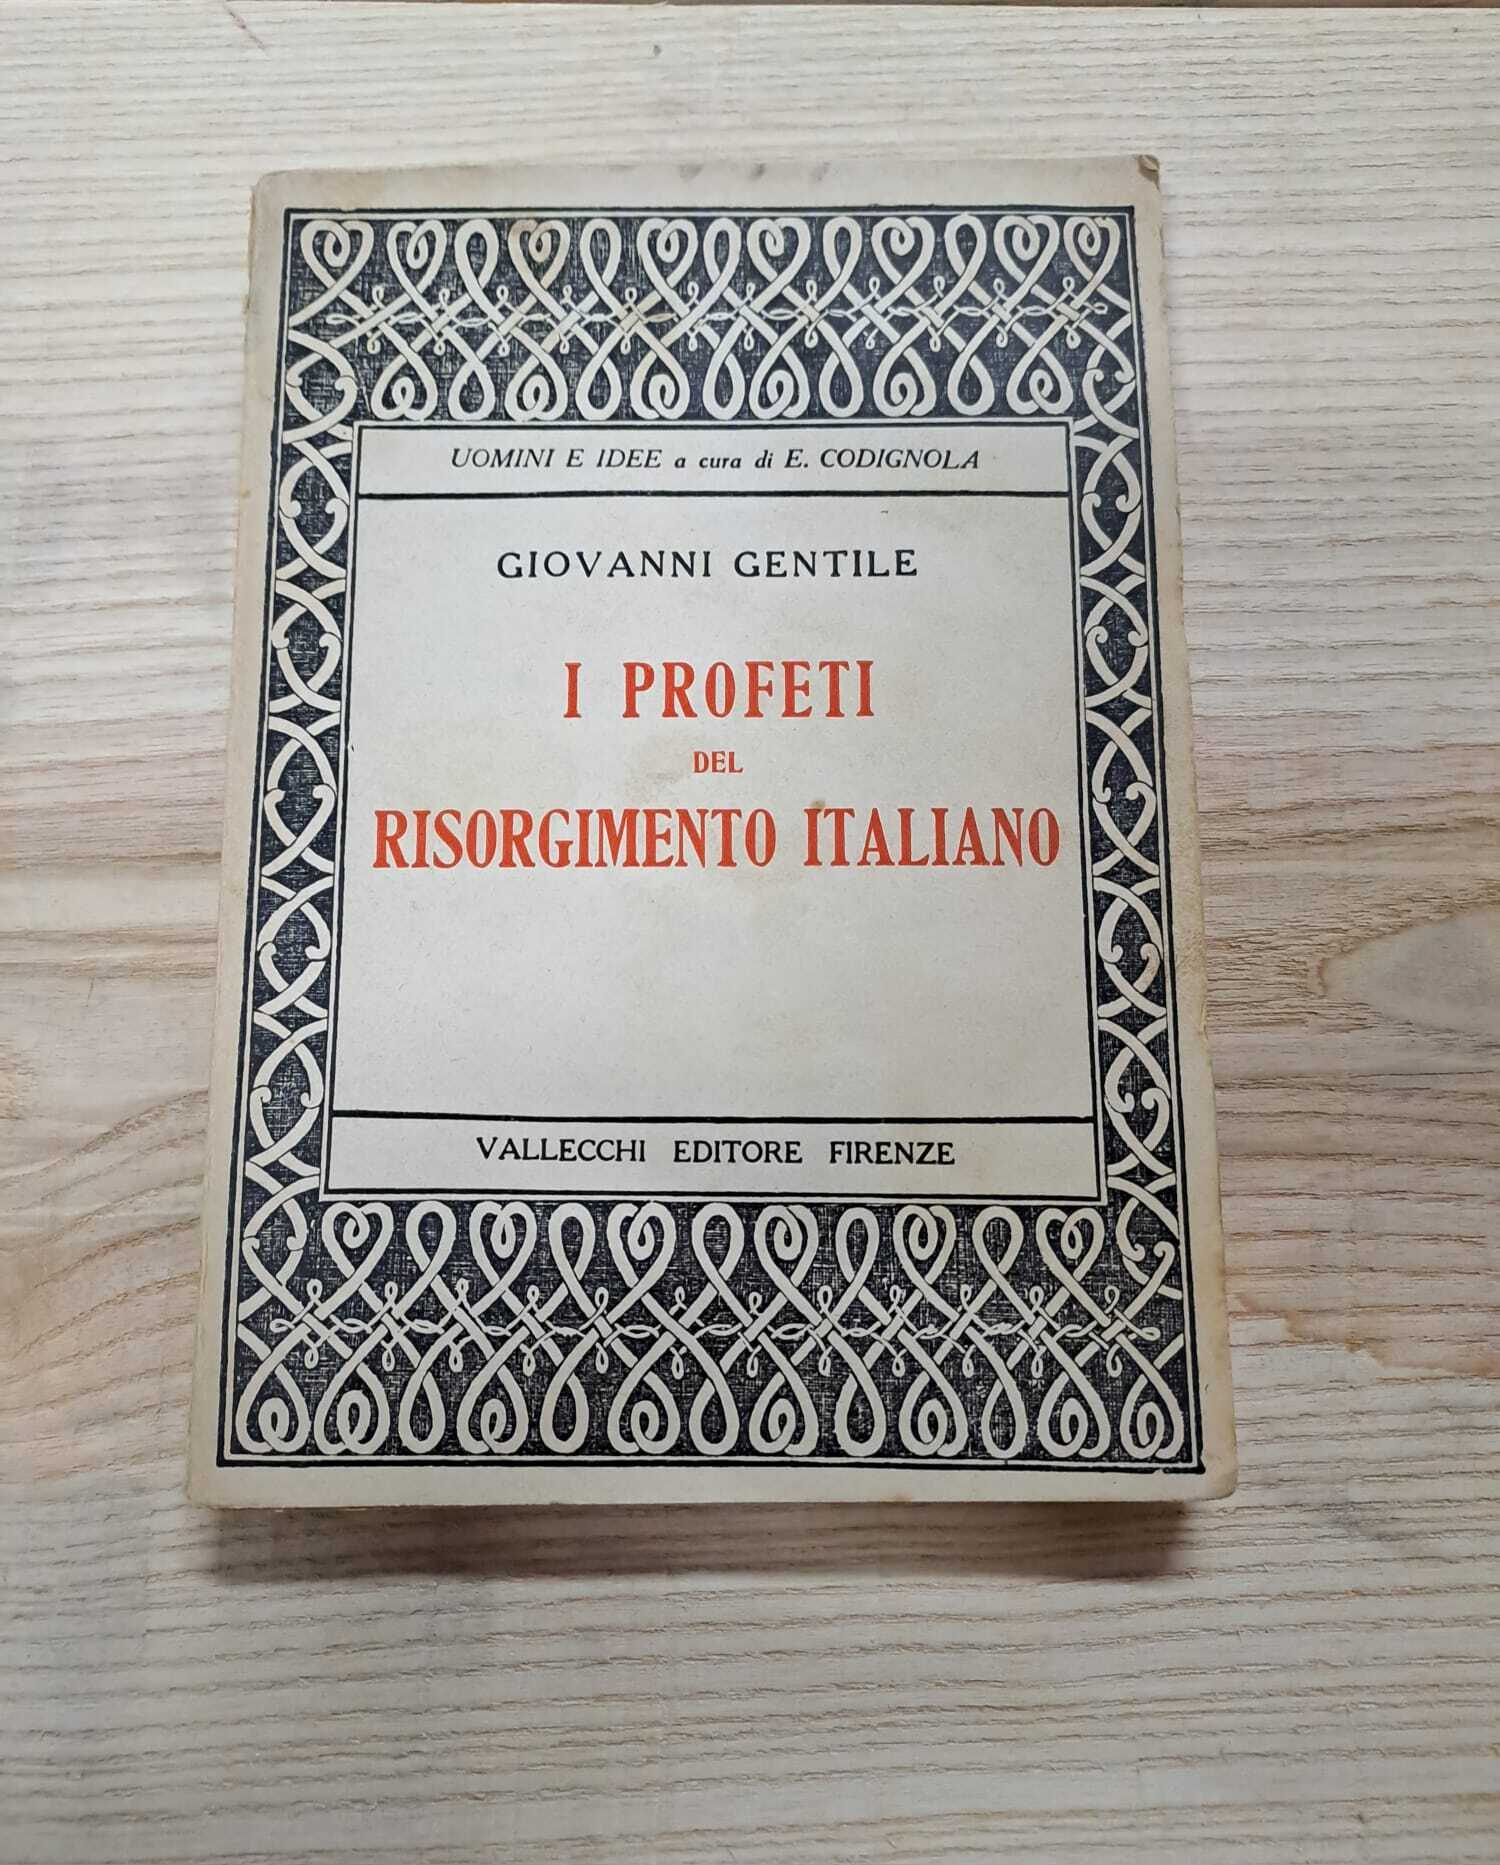 UOMINI E IDEE a cura di E. CODIGNOLA
GIOVANNI GENTILE
I PROFETI
DEL
RISORGIMENTO ITALIANO
VALLECCHI EDITORE FIRENZE